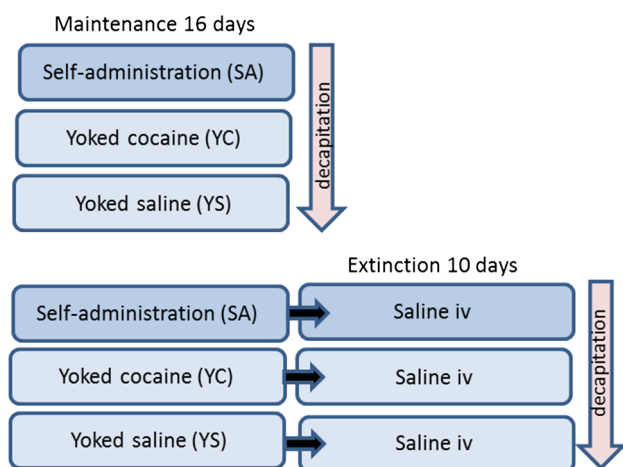 Maintenance 16 days
Self-administration (SA)
decapitation
Yoked cocaine (YC)
Yoked saline (YS)
Extinction 10 days
Self-administration (SA)
Saline iv
decapitation
Yoked cocaine (YC)
Saline iv
Yoked saline (YS)
Saline iv